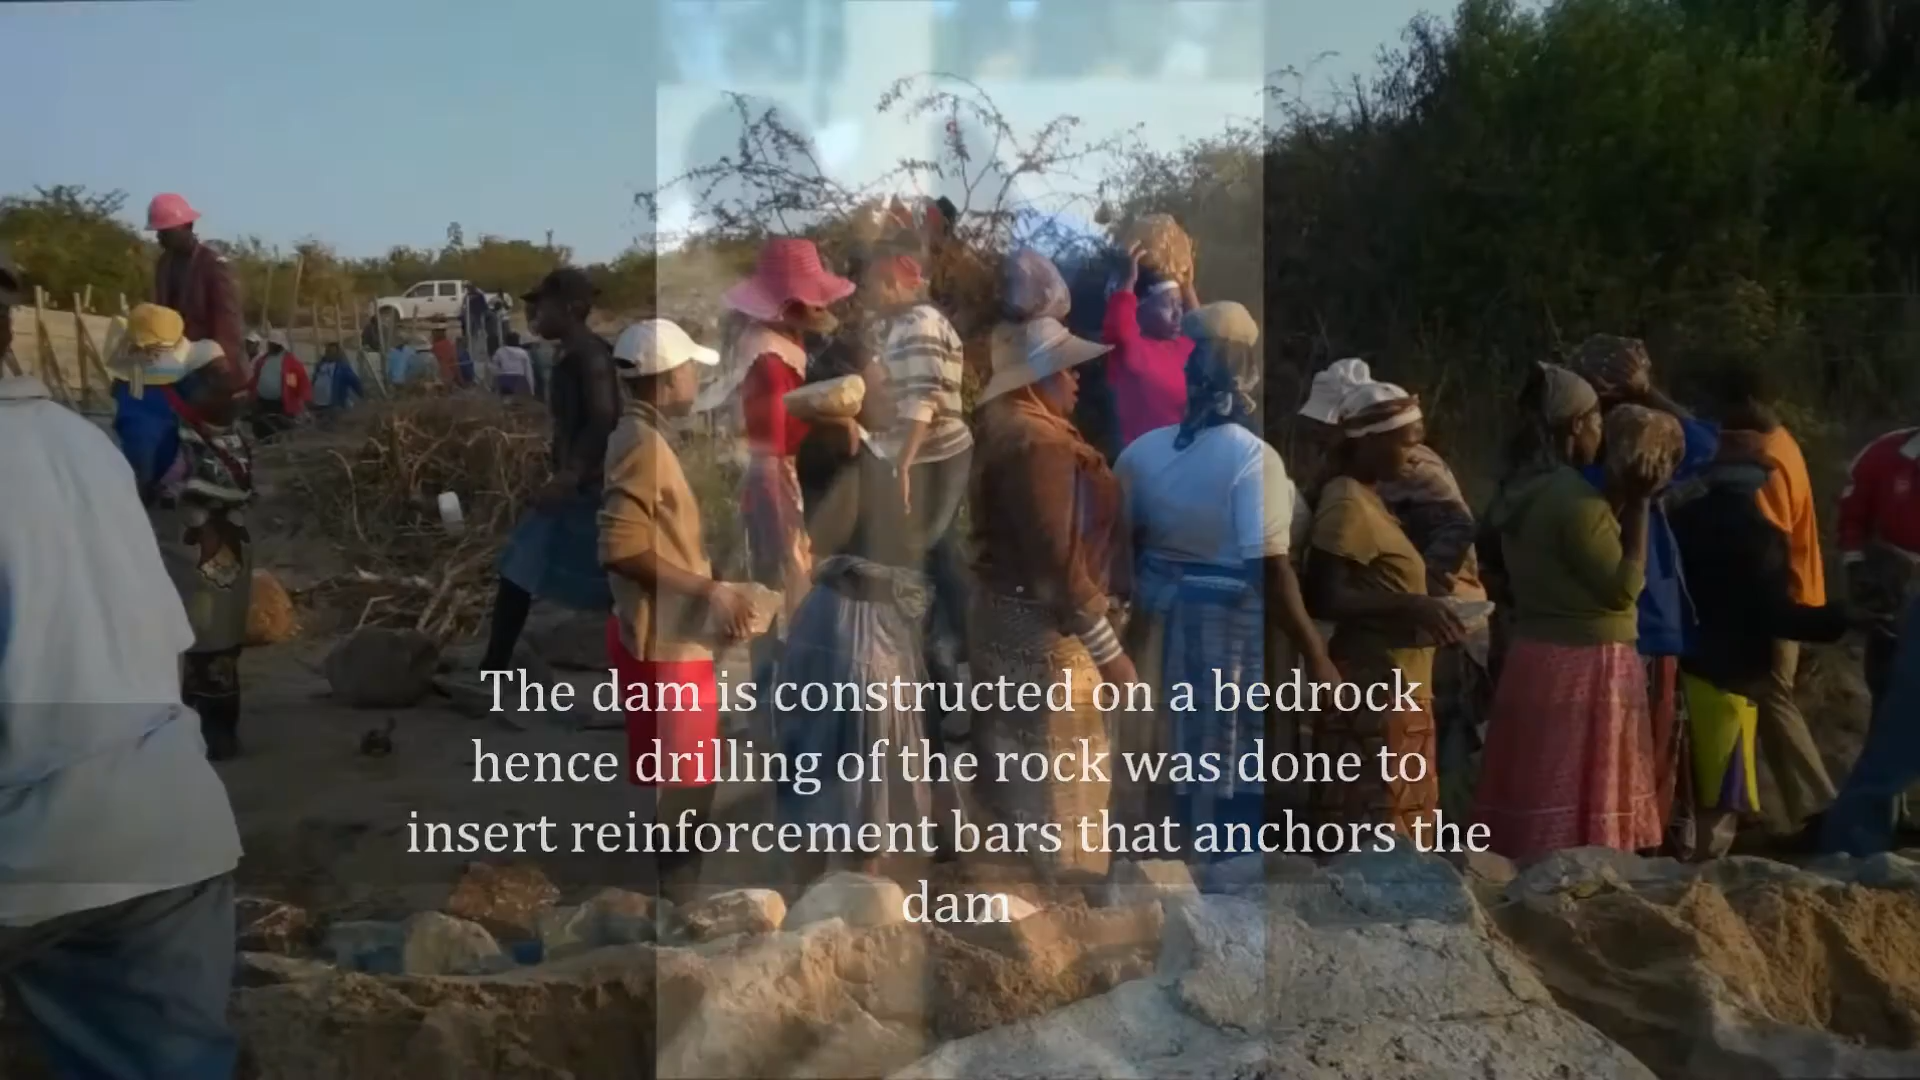 The dam is constructed on a bedrock
hence drilling of the rock was done to
insert reinforcement bars that anchors the
dam